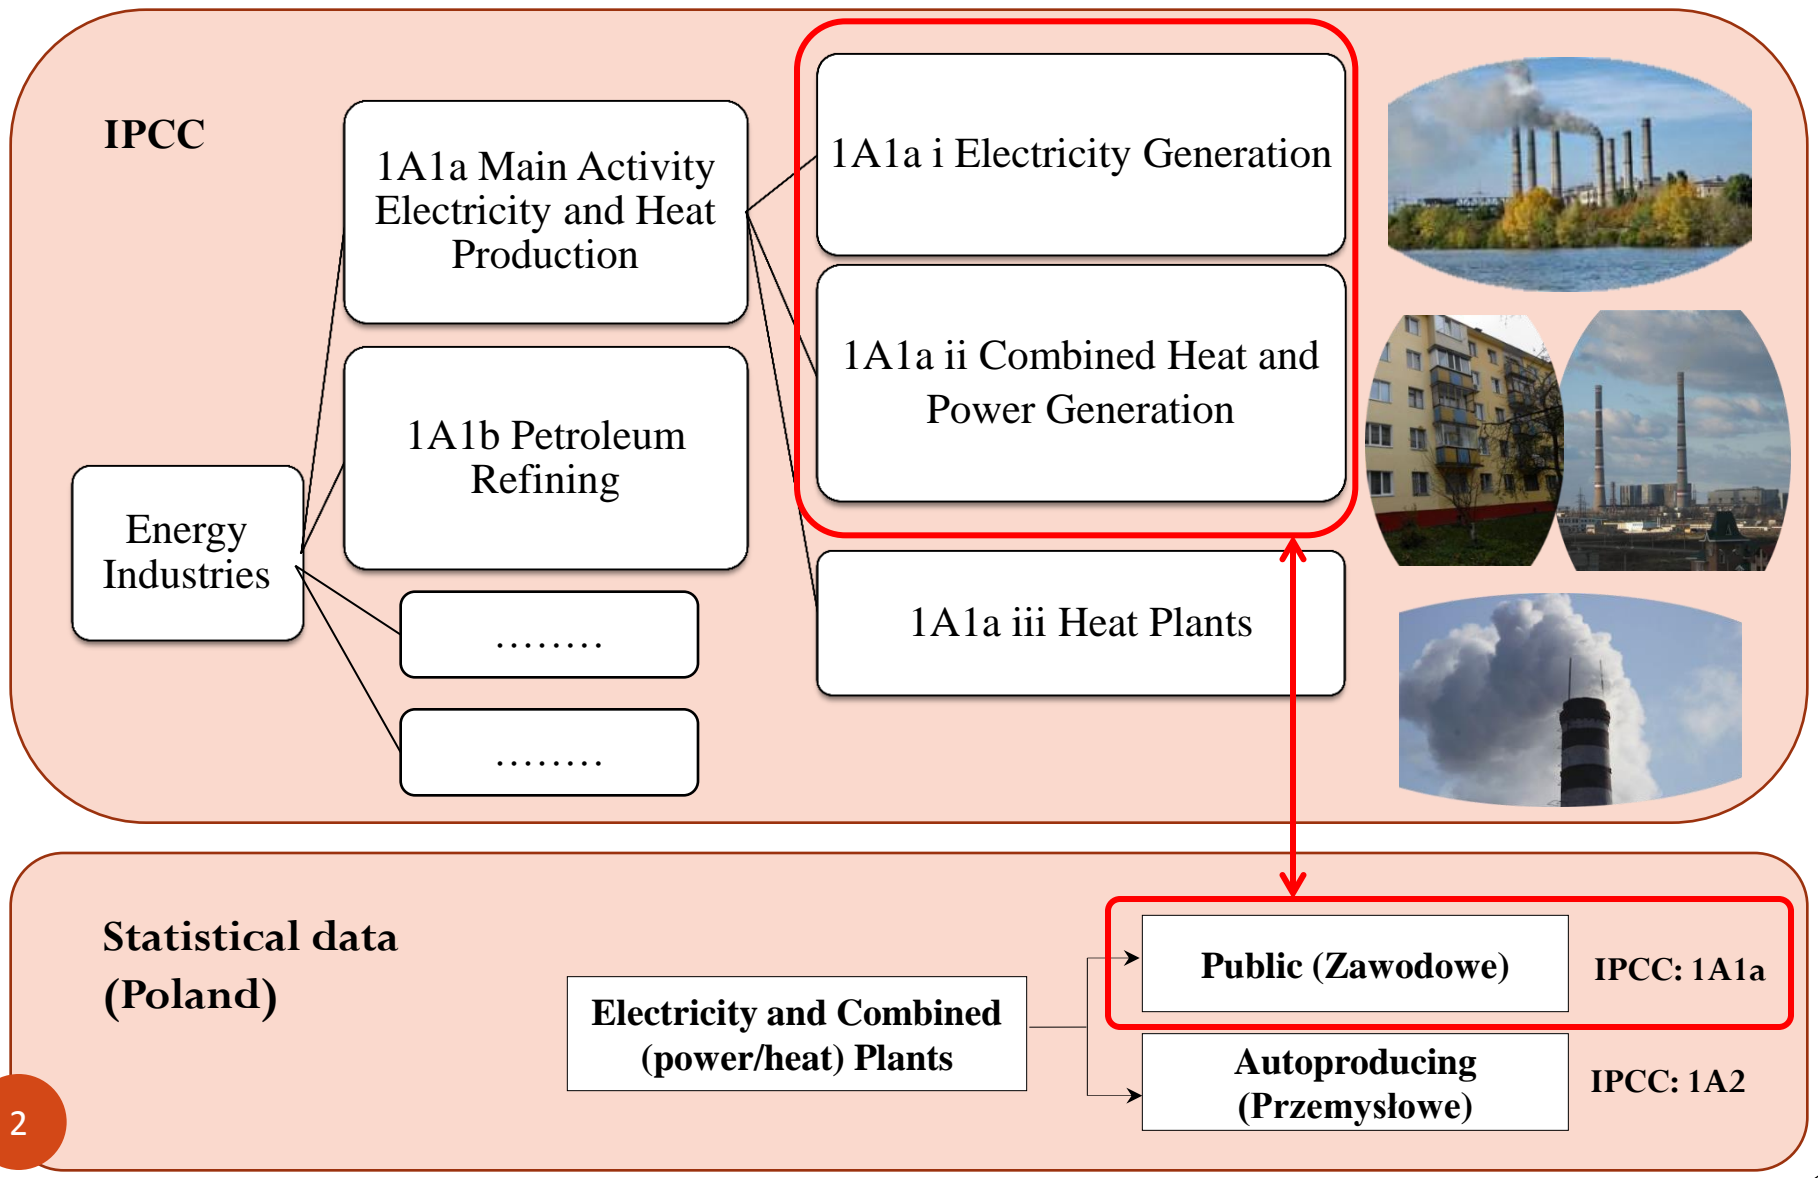 IPCC
1A1a Main Activity
Electricity and Heat
Production
1A1b Petroleum
Refining
Energy
Industries
........
........
1A1a i Electricity Generation
1A1a ii Combined Heat and
Power Generation
1A1a iii Heat Plants
Statistical data
(Poland)
Electricity and Combined
(power/heat) Plants
Public (Zawodowe)
IPCC: 1A1a
Autoproducing
(Przemysłowe)
IPCC: 1A2
2